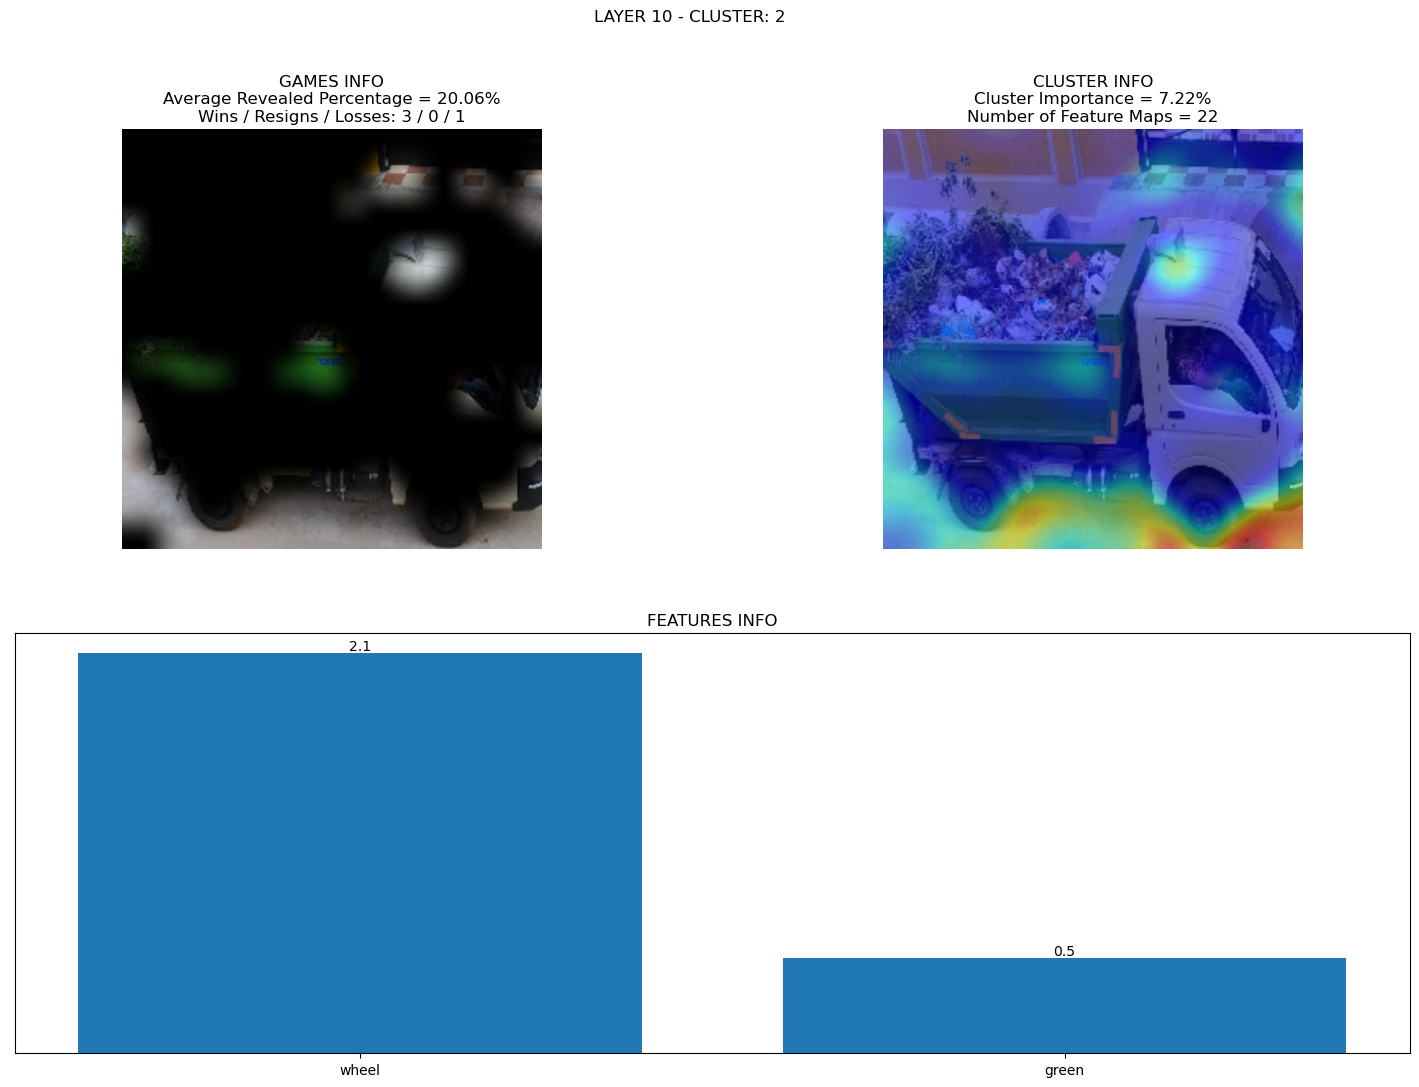 LAYER 10 - CLUSTER: 2
GAMES INFO
Average Revealed Percentage = 20.06%
Wins / Resigns / Losses: 3 / 0 / 1
CLUSTER INFO
Cluster Importance = 7.22%
Number of Feature Maps = 22
FEATURES INFO
2.1
0.5
wheel
green